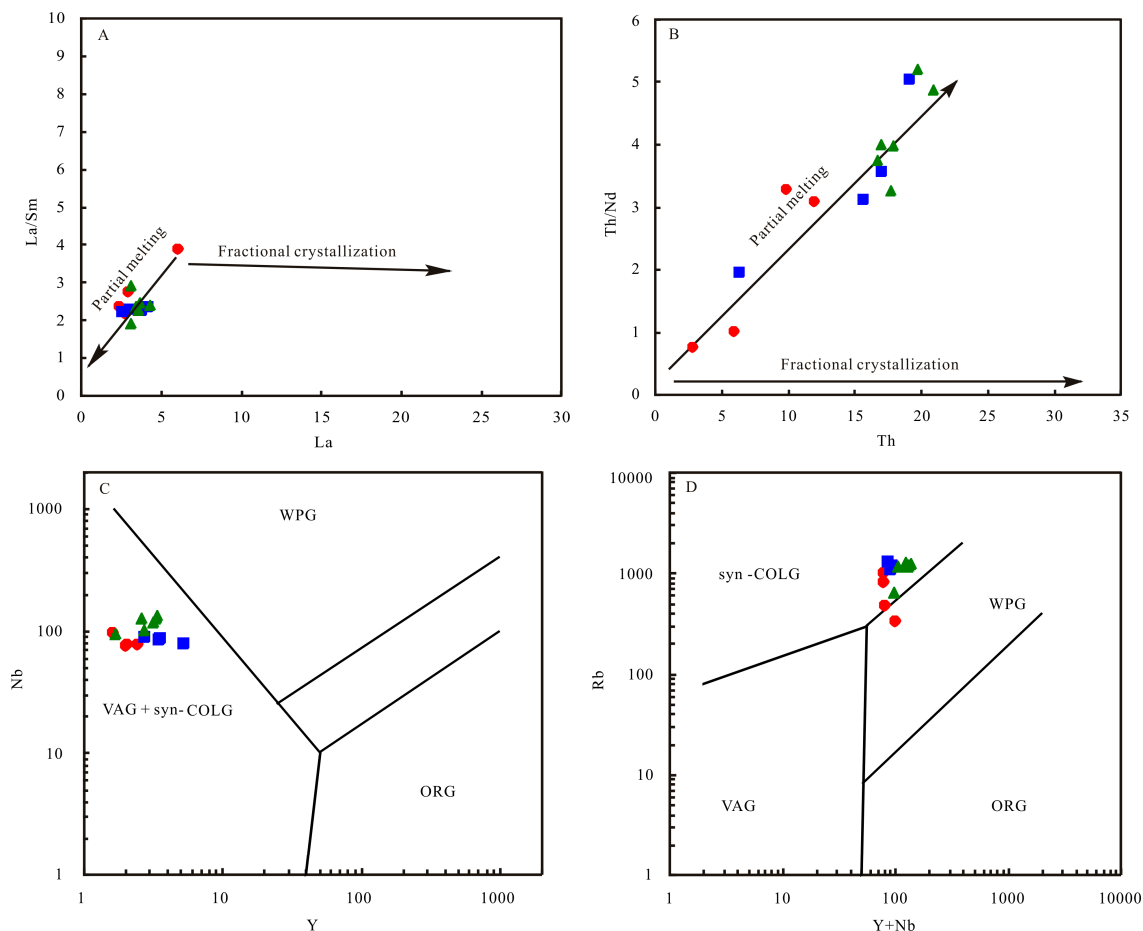 A
10
9
8
7
6
5
4
3
2
1
0
La/Sm
Partial melting
Fractional crystallization
0 5 10 15 20 25 30
La
B
6
5
4
3
2
1
0
Th/Nd
Partial melting
Fractional crystallization
0 5 10 15 20 25 35
Th
C
1000
100
10
1
Nb
WPG
VAG + syn-COLG
ORG
1 10 100 1000
Y
D
10000
1000
100
10
1
Rb
syn -COLG
WPG
VAG
ORG
1 10 100 1000 10000
Y+Nb